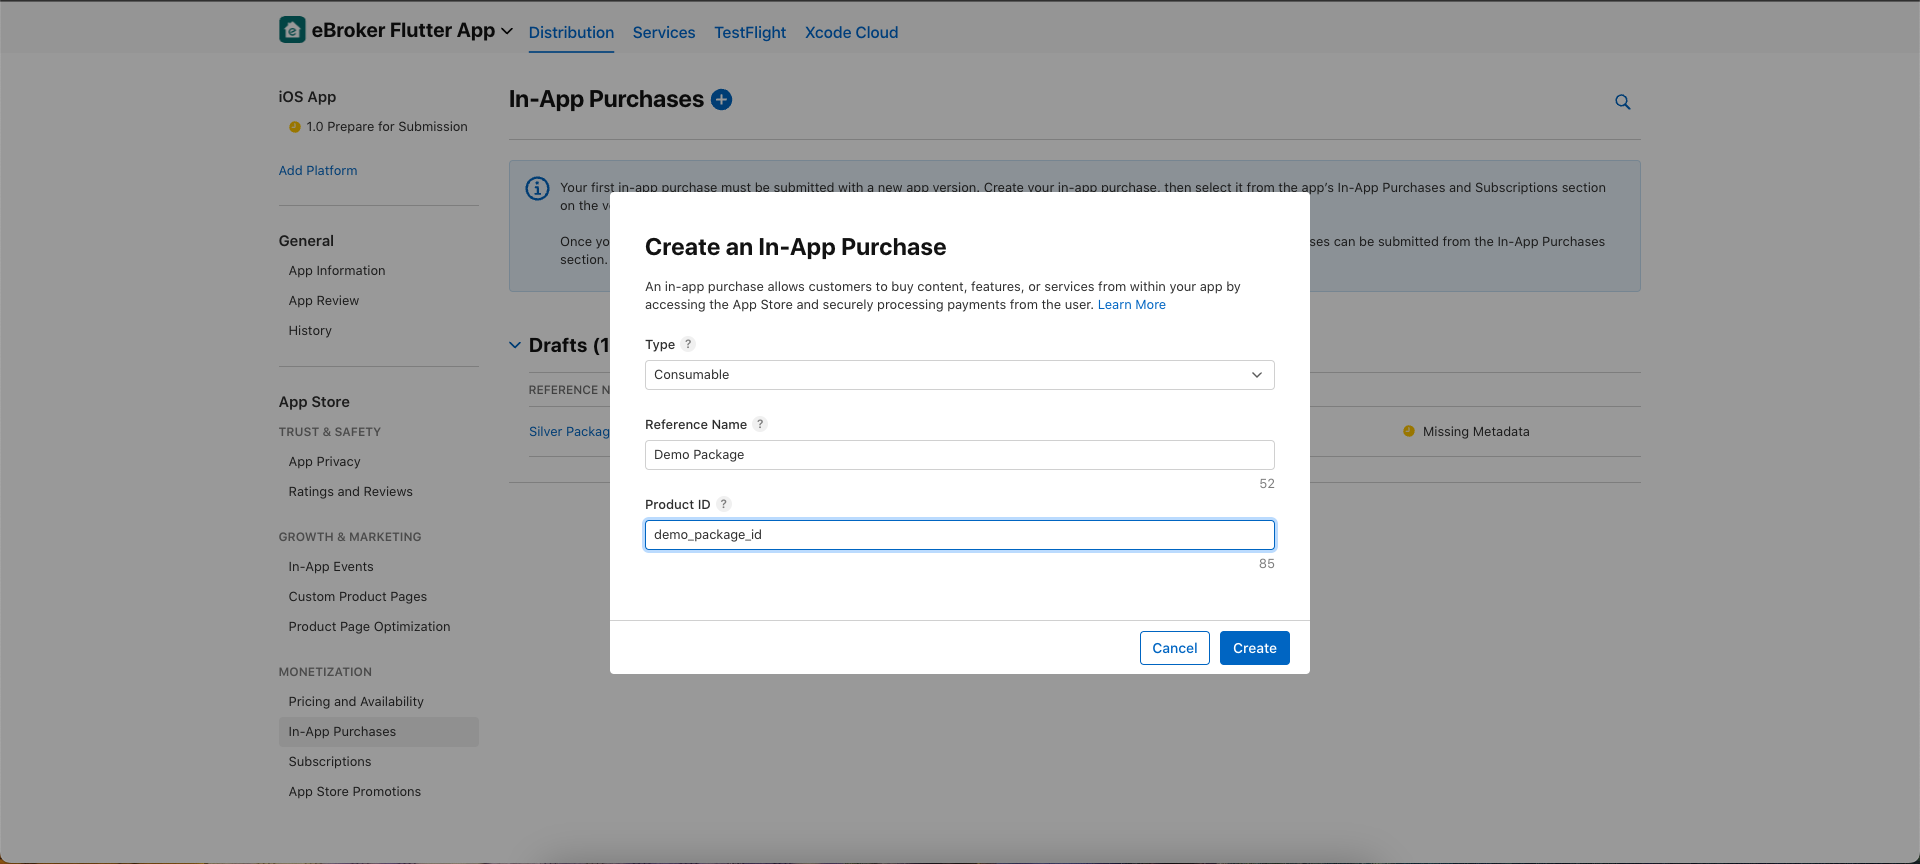 eBroker Flutter App
Distribution Services TestFlight Xcode Cloud
iOS App
1.0 Prepare for Submission
Add Platform
General
App Information
App Review
History
App Store
TRUST & SAFETY
App Privacy
Ratings and Reviews
GROWTH & MARKETING
In-App Events
Custom Product Pages
Product Page Optimization
MONETIZATION
Pricing and Availability
In-App Purchases
Subscriptions
App Store Promotions
In-App Purchases
Your first in-app purchase must be submitted with a new app version. Create your in-app purchase, then select it from the app's In-App Purchases and Subscriptions section
on the
Once
can be submitted from the In-App Purchases
section.
Drafts (1
REFERENCE
Silver
Missing Metadata
Create an In-App Purchase
An in-app purchase allows customers to buy content, features, or services from within your app by
accessing the App Store and securely processing payments from the user. Learn More
Type ?
Consumable
Reference Name ?
Demo Package
52
Product ID ?
demo_package_id
85
Cancel Create